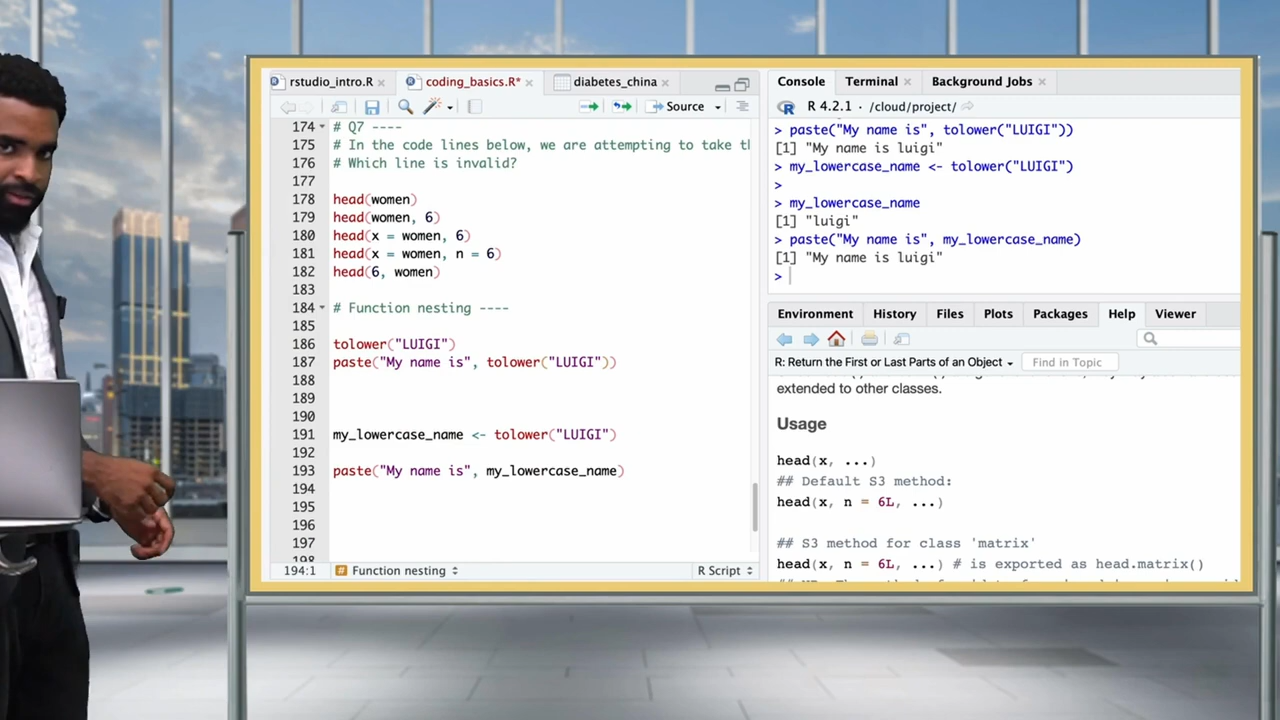 rstudio_intro.R
coding_basics.R*
diabetes_china
Source
174 # Q7 ----
175 # In the code lines below, we are attempting to take
176 # Which line is invalid?
177
178 head(women)
179 head(women, 6)
180 head(x = women, 6)
181 head(x = women, n = 6)
182 head(6, women)
183
184 # Function nesting ----
185
186 tolower("LUIGI")
187 paste("My name is", tolower("LUIGI"))
188
189
190
191 my_lowercase_name <- tolower("LUIGI")
192
193 paste("My name is", my_lowercase_name)
194
195
196
197
198
194:1 # Function nesting R Script
Console Terminal Background Jobs
R 4.2.1 · /cloud/project/
> paste("My name is", tolower("LUIGI"))
[1] "My name is luigi"
> my_lowercase_name <- tolower("LUIGI")
>
> my_lowercase_name
[1] "luigi"
> paste("My name is", my_lowercase_name)
[1] "My name is luigi"
>
Environment History Files Plots Packages Help Viewer
R: Return the First or Last Parts of an Object Find in Topic
extended to other classes.
Usage
head(x, ...)
## Default S3 method:
head(x, n = 6L, ...)
## S3 method for class 'matrix'
head(x, n = 6L, ...) # is exported as head.matrix()